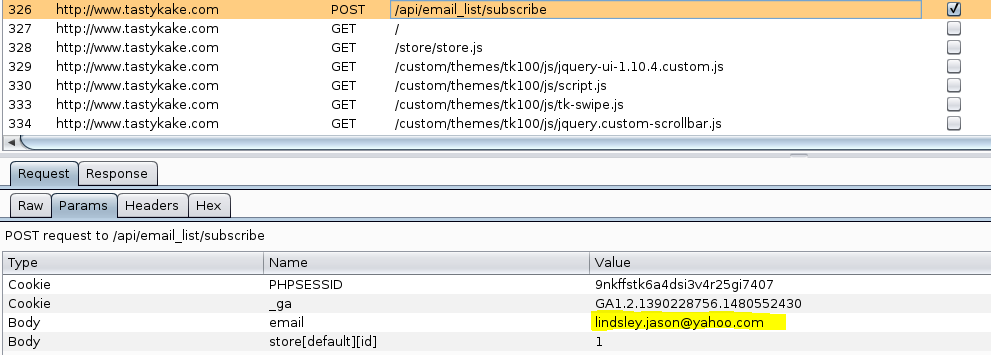 326 http://www.tastykake.com POST /api/email_list/subscribe
327 http://www.tastykake.com GET /
328 http://www.tastykake.com GET /store/store.js
329 http://www.tastykake.com GET /custom/themes/tk100/js/jquery-ui-1.10.4.custom.js
330 http://www.tastykake.com GET /custom/themes/tk100/js/script.js
333 http://www.tastykake.com GET /custom/themes/tk100/js/tk-swipe.js
334 http://www.tastykake.com GET /custom/themes/tk100/js/jquery.custom-scrollbar.js
Request Response
Raw Params Headers Hex
POST request to /api/email_list/subscribe
Type Name Value
Cookie PHPSESSID 9nkffstk6a4dsi3v4r25gi7407
Cookie _ga GA1.2.1390228756.1480552430
Body email lindsley.jason@yahoo.com
Body store[default][id] 1